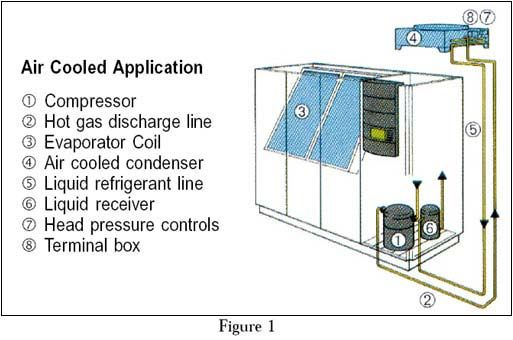 Air Cooled Application
① Compressor
② Hot gas discharge line
③ Evaporator Coil
④ Air cooled condenser
⑤ Liquid refrigerant line
⑥ Liquid receiver
⑦ Head pressure controls
⑧ Terminal box
⑧ ⑦
④
③
⑤
① ⑥
②
Figure 1